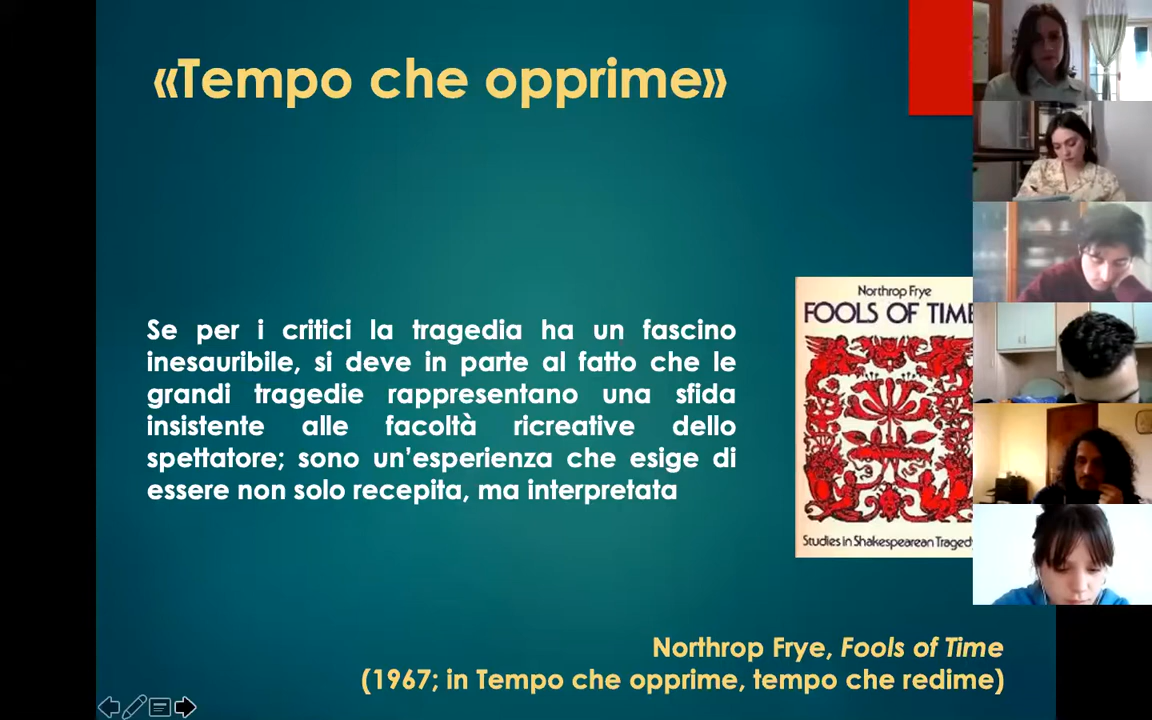 «Tempo che opprime»
Se per i critici la tragedia ha un fascino
inesauribile, si deve in parte al fatto che le
grandi tragedie rappresentano una sfida
insistente alle facoltà ricreative dello
spettatore; sono un'esperienza che esige di
essere non solo recepita, ma interpretata
Northrop Frye
FOOLS OF TIME
Studies in Shakespearean Traged
Northrop Frye, Fools of Time
(1967; in Tempo che opprime, tempo che redime)